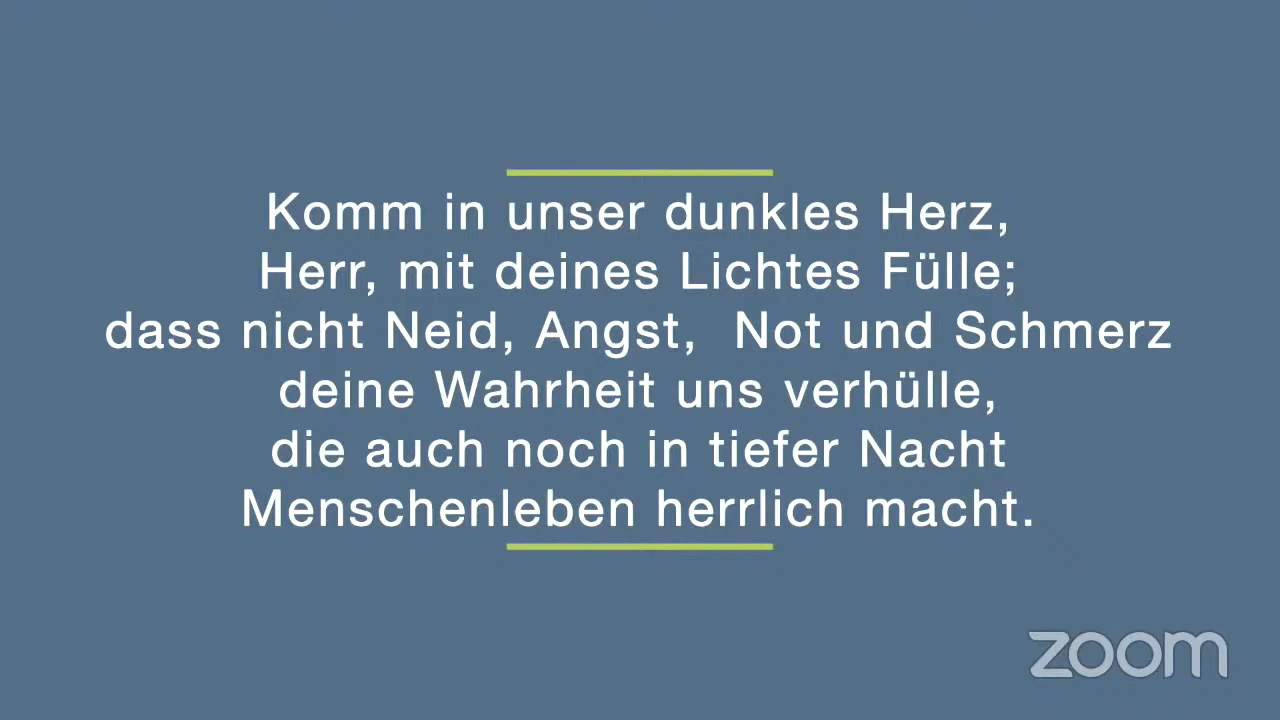 Komm in unser dunkles Herz,
Herr, mit deines Lichtes Fülle;
dass nicht Neid, Angst,  Not und Schmerz
deine Wahrheit uns verhülle,
die auch noch in tiefer Nacht
Menschenleben herrlich macht.
zoom